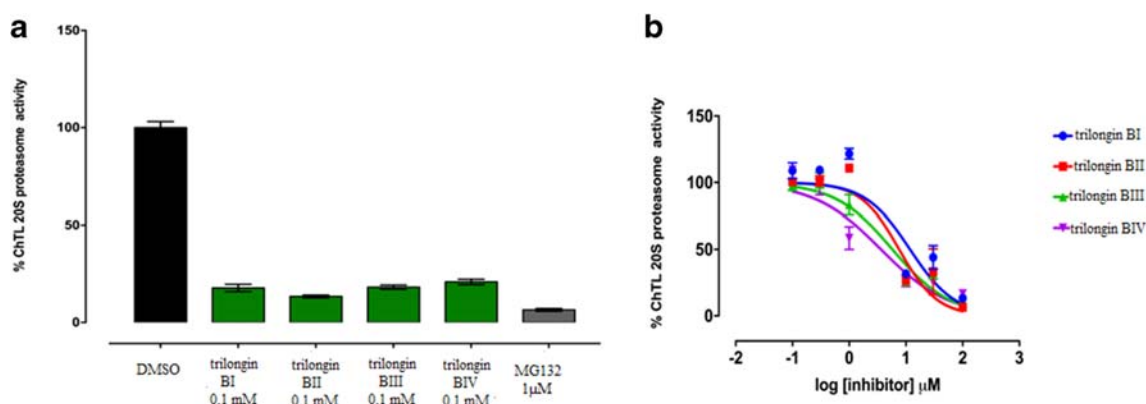 a
% ChTL 20S proteasome activity
150
100
50
0
DMSO
trilongin
BI
0.1 mM
trilongin
BII
0.1 mM
trilongin
BIII
0.1 mM
trilongin
BIV
0.1 mM
MG132
1µM
b
% ChTL 20S proteasome activity
150
100
50
0
-2
-1
0
1
2
3
log [inhibitor] µM
trilongin BI
trilongin BII
trilongin BIII
trilongin BIV